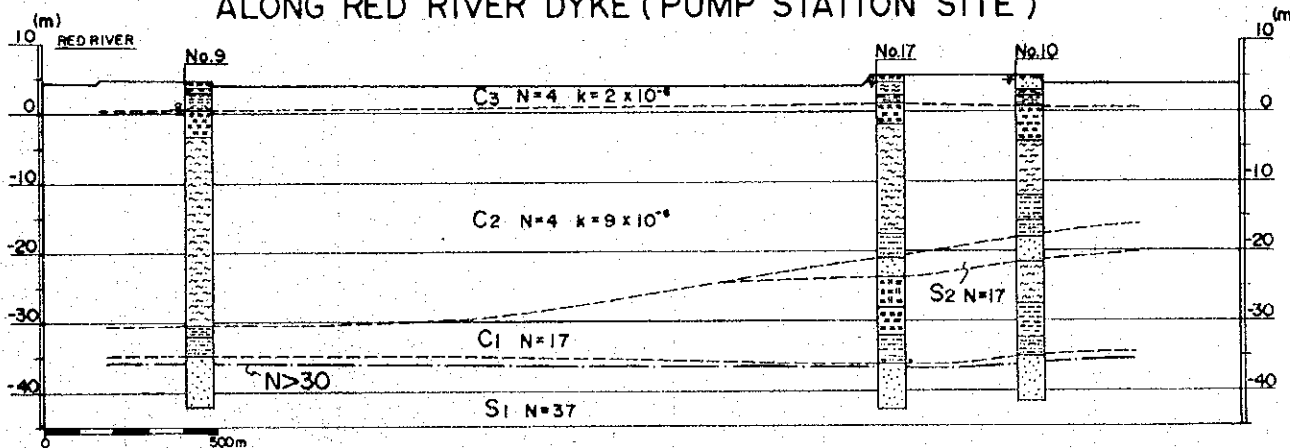 ALONG RED RIVER DYKE (PUMP STATION SITE)
(m)
(m
10
RED RIVER
No.9
No.17
No.10
10
C3 N=4 k=2x10⁻⁶
0
0
-10
-10
C2 N=4 k=9x10⁻⁶
-20
-20
S2 N=17
-30
-30
C1 N=17
N>30
-40
-40
S1 N=37
0
500m